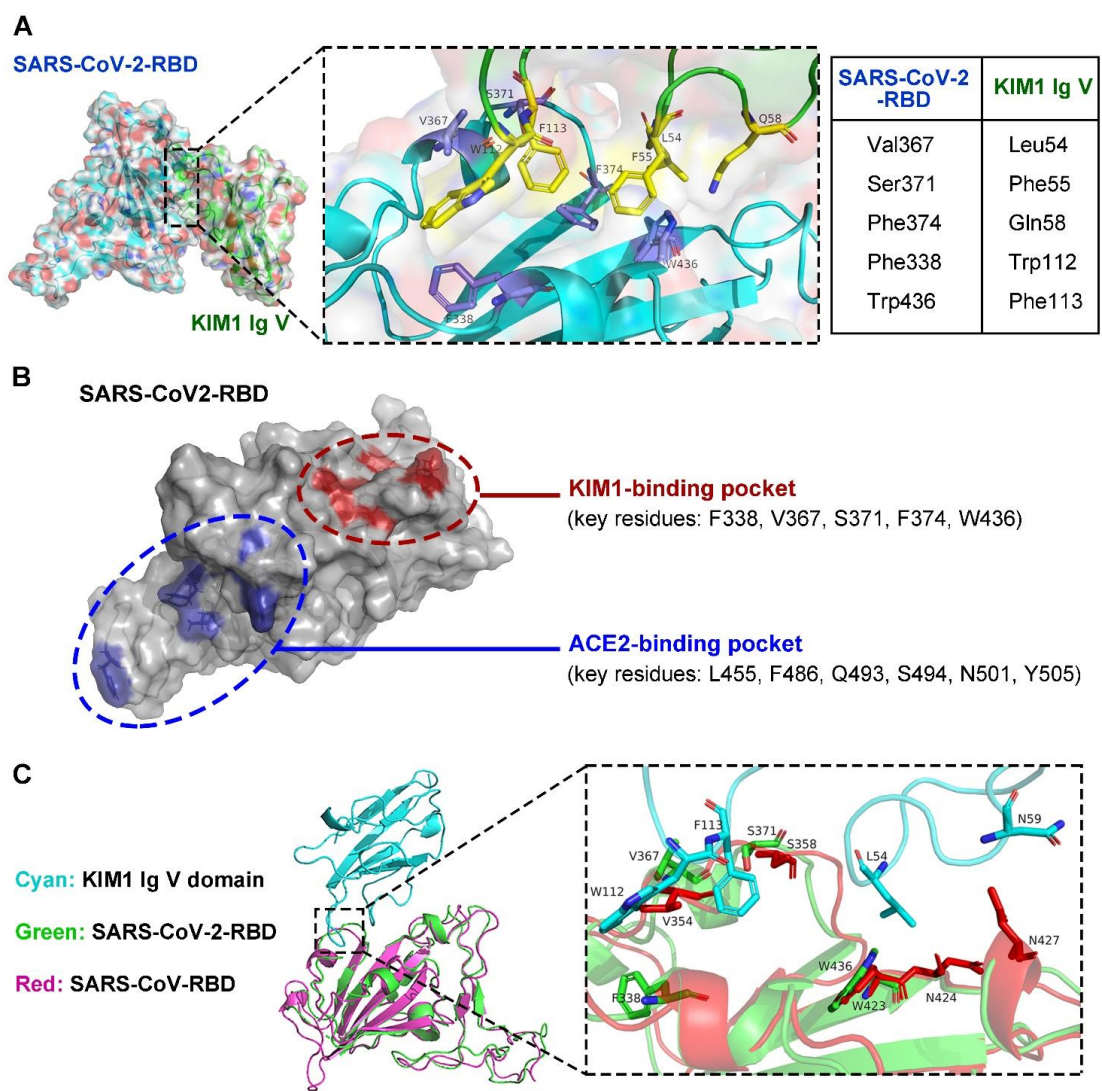 A
SARS-CoV-2-RBD
KIM1 Ig V
S371
V367
F113
W112
L54
Q58
F55
F374
W436
F338
SARS-CoV-2
-RBD
KIM1 Ig V
Val367
Leu54
Ser371
Phe55
Phe374
Gln58
Phe338
Trp112
Trp436
Phe113
B
SARS-CoV2-RBD
KIM1-binding pocket
(key residues: F338, V367, S371, F374, W436)
ACE2-binding pocket
(key residues: L455, F486, Q493, S494, N501, Y505)
C
Cyan: KIM1 Ig V domain
Green: SARS-CoV-2-RBD
Red: SARS-CoV-RBD
F113
S371
S358
N59
V367
L54
W112
V354
N427
W436
F338
W423
N424